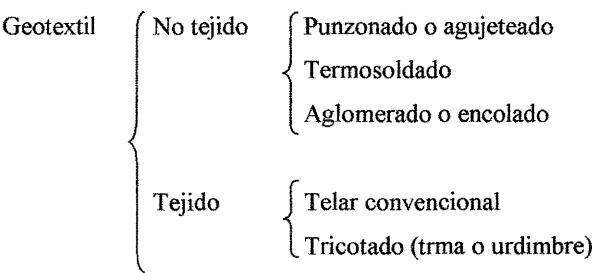 Geotextil No tejido Punzonado o agujeteado
Termosoldado
Aglomerado o encolado
Tejido Telar convencional
Tricotado (trma o urdimbre)